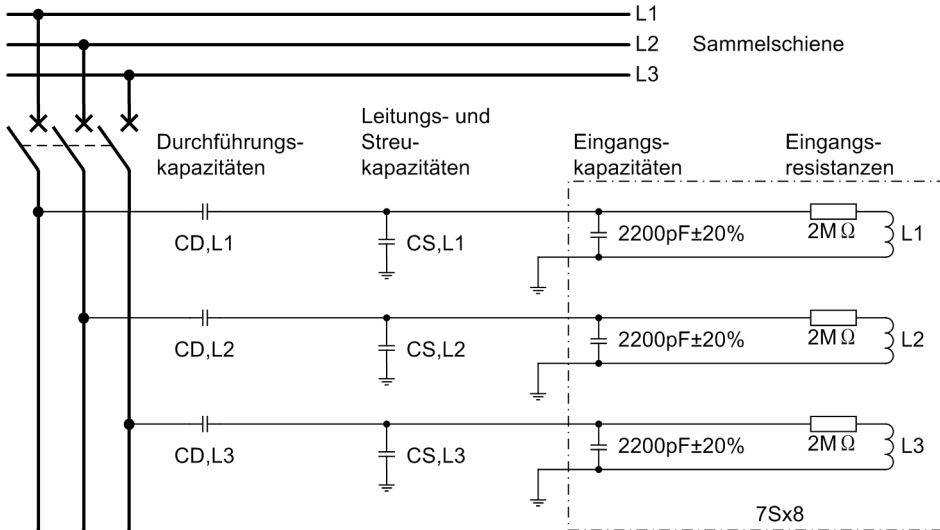 L1
L2 Sammelschiene
L3
Durchführungs-
kapazitäten
Leitungs- und
Streu-
kapazitäten
Eingangs-
kapazitäten
Eingangs-
resistanzen
CD,L1
CS,L1
2200pF±20%
2MΩ
L1
CD,L2
CS,L2
2200pF±20%
2MΩ
L2
CD,L3
CS,L3
2200pF±20%
2MΩ
L3
7Sx8